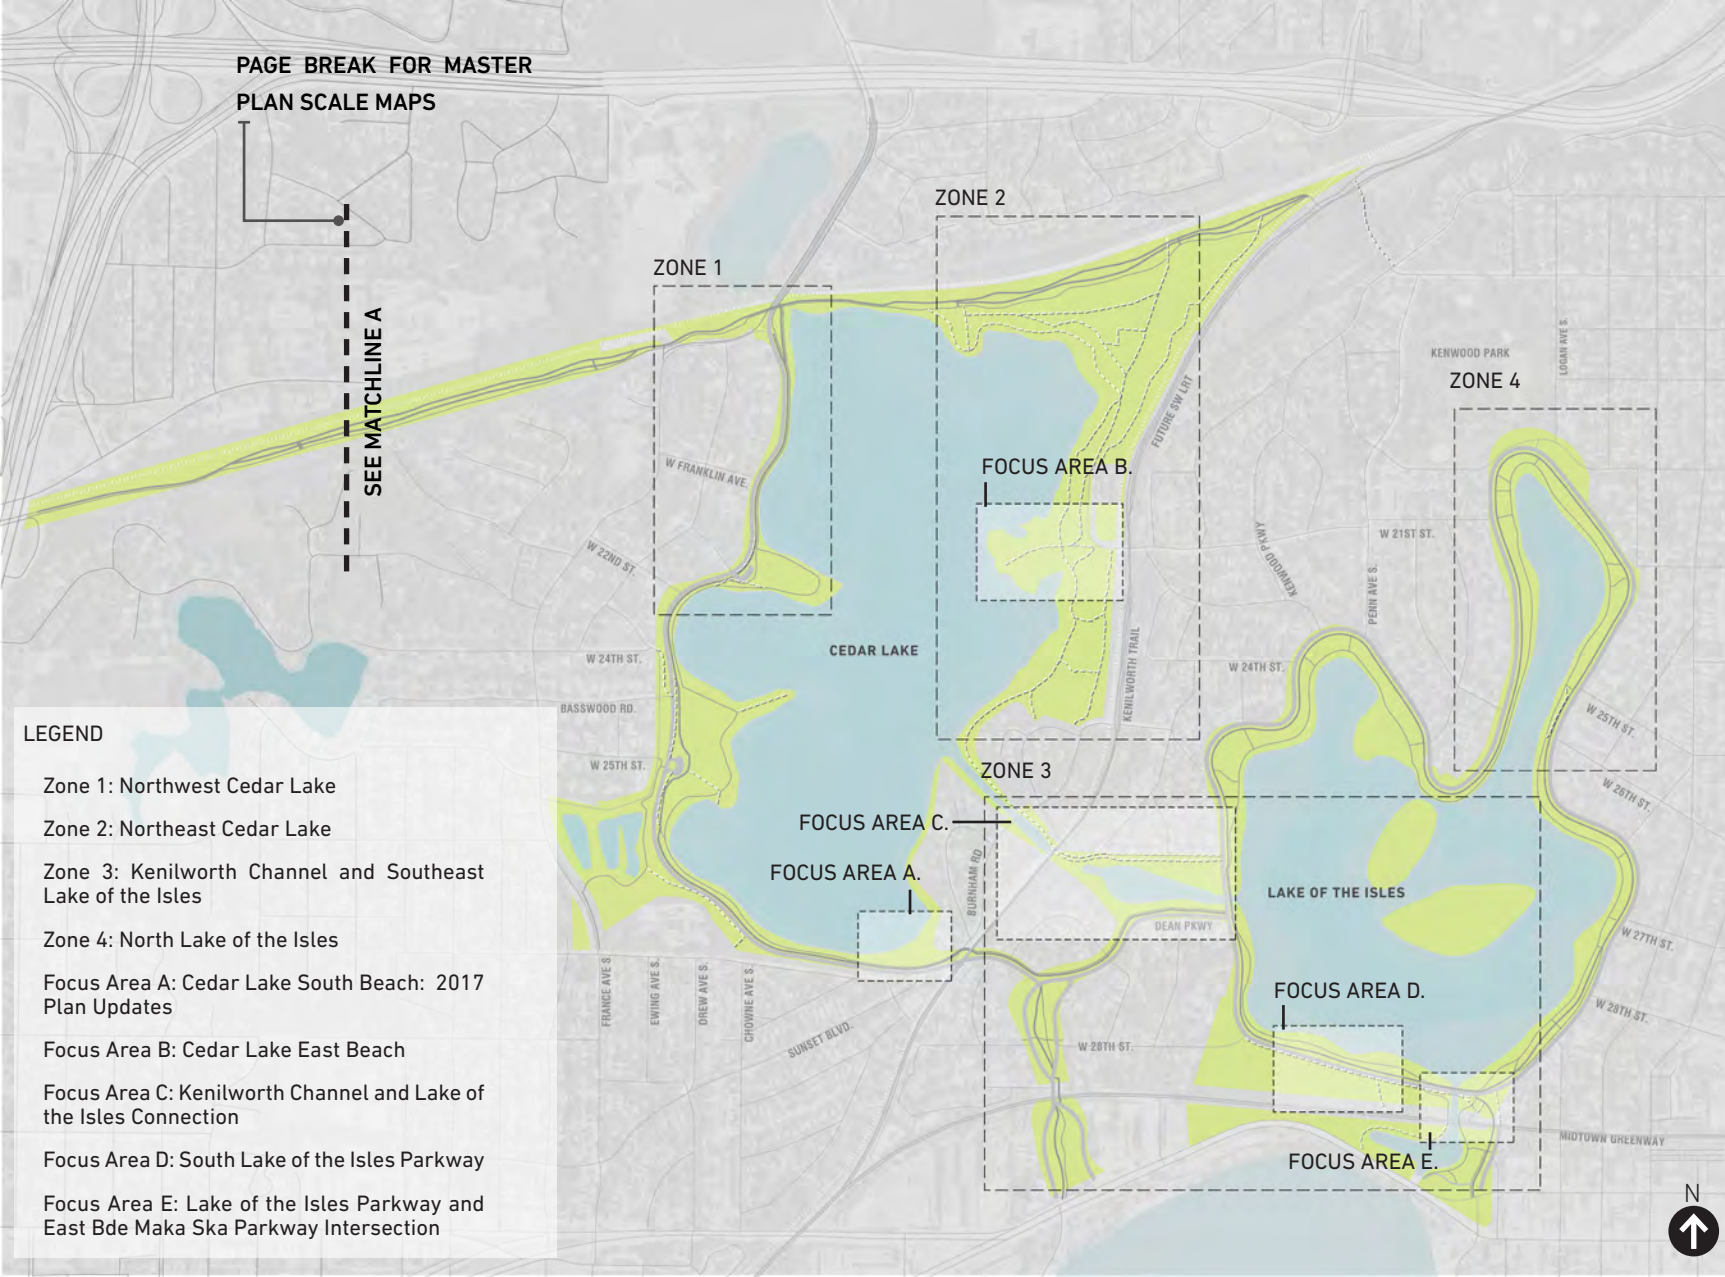 PAGE BREAK FOR MASTER
PLAN SCALE MAPS
SEE MATCHLINE A
ZONE 1
ZONE 2
KENWOOD PARK
LOGAN AVE S.
ZONE 4
FUTURE SW LRT
W FRANKLIN AVE.
FOCUS AREA B.
W 22ND ST.
KENWOOD PKWY
W 21ST ST.
PENN AVE S.
CEDAR LAKE
W 24TH ST.
KENILWORTH TRAIL
W 24TH ST.
BASSWOOD RD.
W 25TH ST.
W 25TH ST.
ZONE 3
W 26TH ST.
FOCUS AREA C.
FOCUS AREA A.
BURNHAM RD
LAKE OF THE ISLES
DEAN PKWY
W 27TH ST.
FRANCE AVE S.
EWING AVE S.
DREW AVE S.
CHOWNE AVE S.
SUNSET BLVD.
FOCUS AREA D.
W 28TH ST.
W 28TH ST.
MIDTOWN GREENWAY
FOCUS AREA E.
N
LEGEND
Zone 1: Northwest Cedar Lake
Zone 2: Northeast Cedar Lake
Zone 3: Kenilworth Channel and Southeast
Lake of the Isles
Zone 4: North Lake of the Isles
Focus Area A: Cedar Lake South Beach: 2017
Plan Updates
Focus Area B: Cedar Lake East Beach
Focus Area C: Kenilworth Channel and Lake of
the Isles Connection
Focus Area D: South Lake of the Isles Parkway
Focus Area E: Lake of the Isles Parkway and
East Bde Maka Ska Parkway Intersection